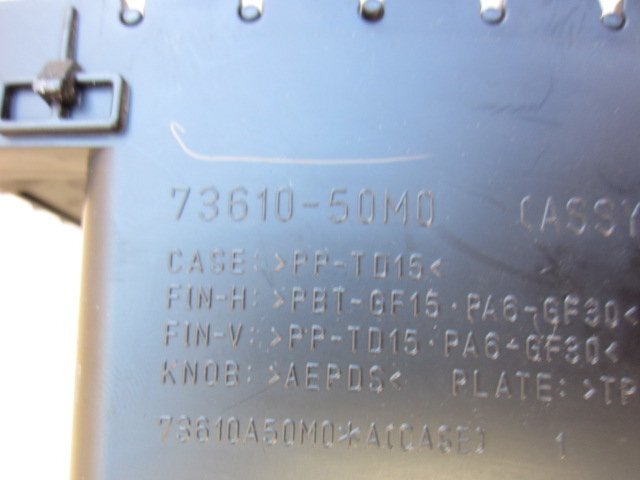 73610-50M0 (ASSY
CASE: >PP-TD15<
FIN-H: >PBT-GF15·PA6-GF30<
FIN-V: >PP-TD15·PA6-GF30<
KNOB: >AEPDS< PLATE: >TP
73610A50M0*A(CASE) 1